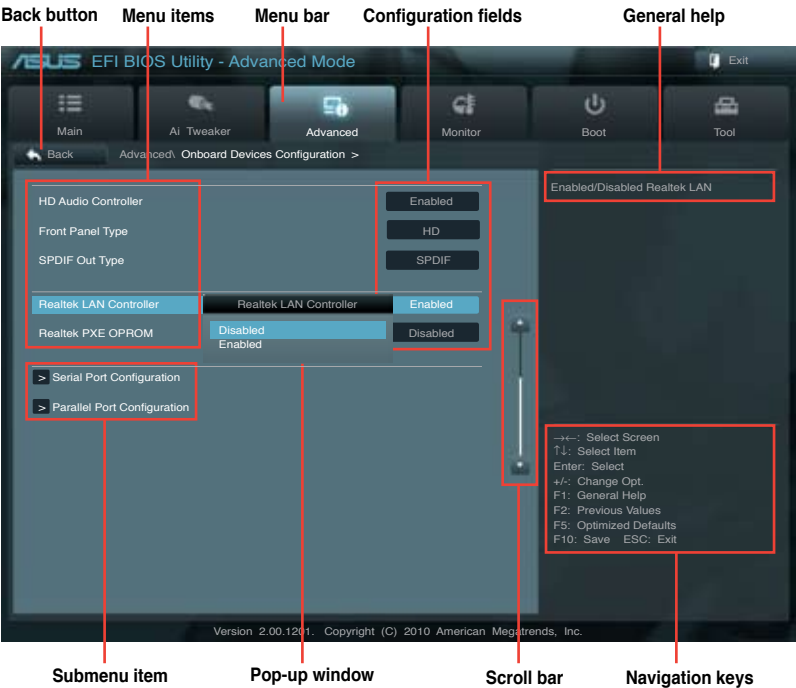 Back button Menu items Menu bar Configuration fields General help
ASUS EFI BIOS Utility - Advanced Mode Exit
Main Ai Tweaker Advanced Monitor Boot Tool
Back Advanced\ Onboard Devices Configuration >
Enabled/Disabled Realtek LAN
HD Audio Controller Enabled
Front Panel Type HD
SPDIF Out Type SPDIF
Realtek LAN Controller Realtek LAN Controller Enabled
Realtek PXE OPROM Disabled Disabled
Enabled
> Serial Port Configuration
> Parallel Port Configuration
→←: Select Screen
↑↓: Select Item
Enter: Select
+/-: Change Opt.
F1: General Help
F2: Previous Values
F5: Optimized Defaults
F10: Save ESC: Exit
Version 2.00.1201. Copyright (C) 2010 American Megatrends, Inc.
Submenu item Pop-up window Scroll bar Navigation keys